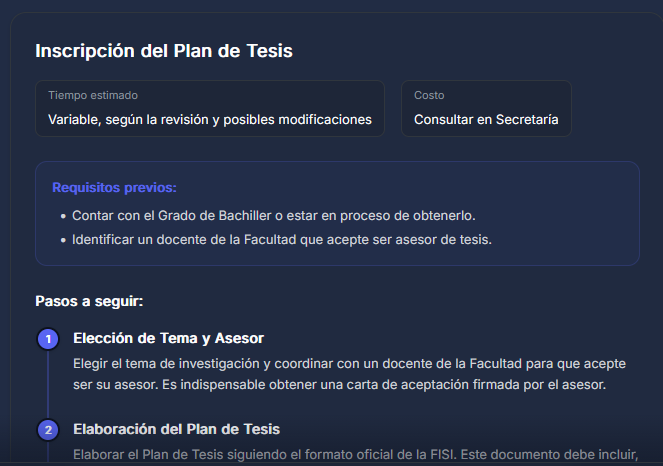 Inscripción del Plan de Tesis
Tiempo estimado
Variable, según la revisión y posibles modificaciones
Costo
Consultar en Secretaría
Requisitos previos:
• Contar con el Grado de Bachiller o estar en proceso de obtenerlo.
• Identificar un docente de la Facultad que acepte ser asesor de tesis.
Pasos a seguir:
1 Elección de Tema y Asesor
Elegir el tema de investigación y coordinar con un docente de la Facultad para que acepte
ser su asesor. Es indispensable obtener una carta de aceptación firmada por el asesor.
2 Elaboración del Plan de Tesis
Elaborar el Plan de Tesis siguiendo el formato oficial de la FISI. Este documento debe incluir,